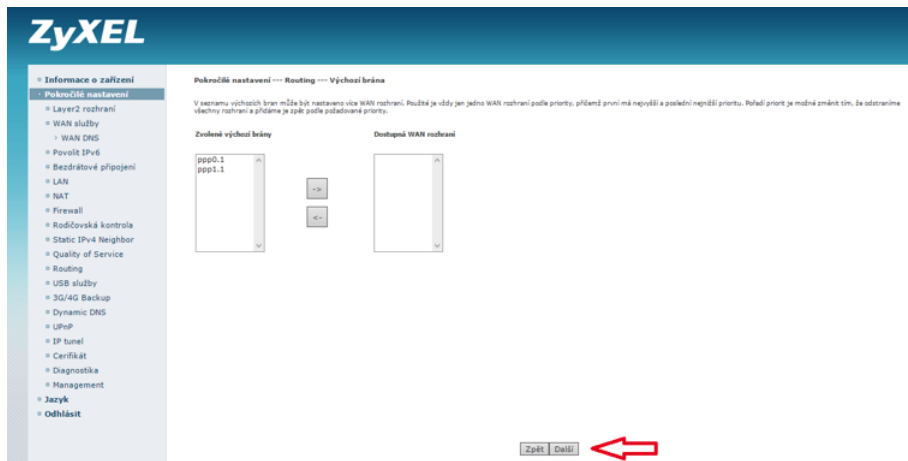 ZyXEL
Informace o zařízení
Pokročilé nastavení
Layer2 rozhraní
WAN služby
WAN DNS
Povolit IPv6
Bezdrátové připojení
LAN
NAT
Firewall
Rodičovská kontrola
Static IPv4 Neighbor
Quality of Service
Routing
USB služby
3G/4G Backup
Dynamic DNS
UPnP
IP tunel
Cerifikát
Diagnostika
Management
Jazyk
Odhlásit
Pokročilé nastavení --- Routing --- Výchozí brána
V seznamu výchozích bran může být nastaveno více WAN rozhraní. Použité je vždy jen jedno WAN rozhraní podle priority, přičemž první má nejvyšší a poslední nejnižší prioritu. Pořadí priorit je možné změnit tím, že odstraníme
všechny rozhraní a přidáme je zpět podle požadované priority.
Zvolené výchozí brány Dostupná WAN rozhraní
ppp0.1
ppp1.1
->
<-
Zpět Další